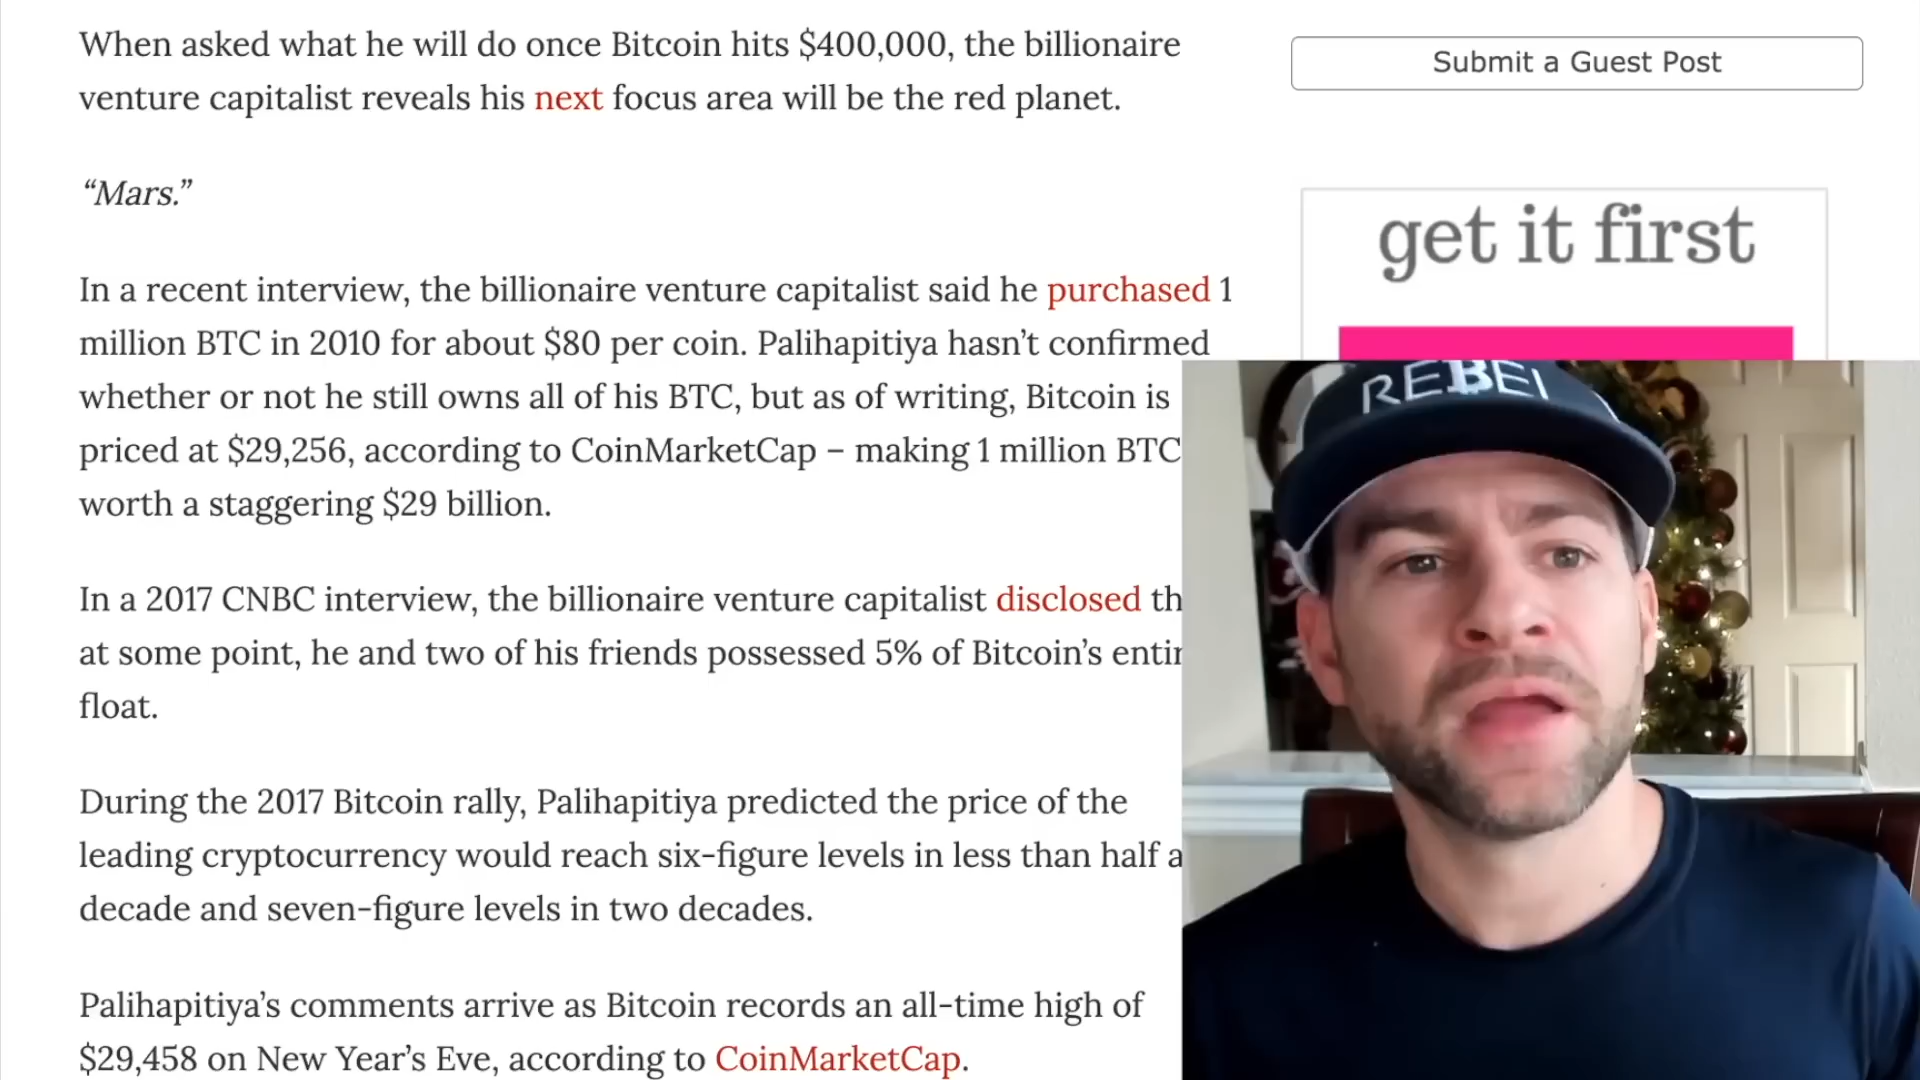 When asked what he will do once Bitcoin hits $400,000, the billionaire
venture capitalist reveals his next focus area will be the red planet.
“Mars.”
In a recent interview, the billionaire venture capitalist said he purchased 1
million BTC in 2010 for about $80 per coin. Palihapitiya hasn’t confirmed
whether or not he still owns all of his BTC, but as of writing, Bitcoin is
priced at $29,256, according to CoinMarketCap – making 1 million BTC
worth a staggering $29 billion.
In a 2017 CNBC interview, the billionaire venture capitalist disclosed th
at some point, he and two of his friends possessed 5% of Bitcoin’s entir
float.
During the 2017 Bitcoin rally, Palihapitiya predicted the price of the
leading cryptocurrency would reach six-figure levels in less than half a
decade and seven-figure levels in two decades.
Palihapitiya’s comments arrive as Bitcoin records an all-time high of
$29,458 on New Year’s Eve, according to CoinMarketCap.
Submit a Guest Post
get it first
REBEL